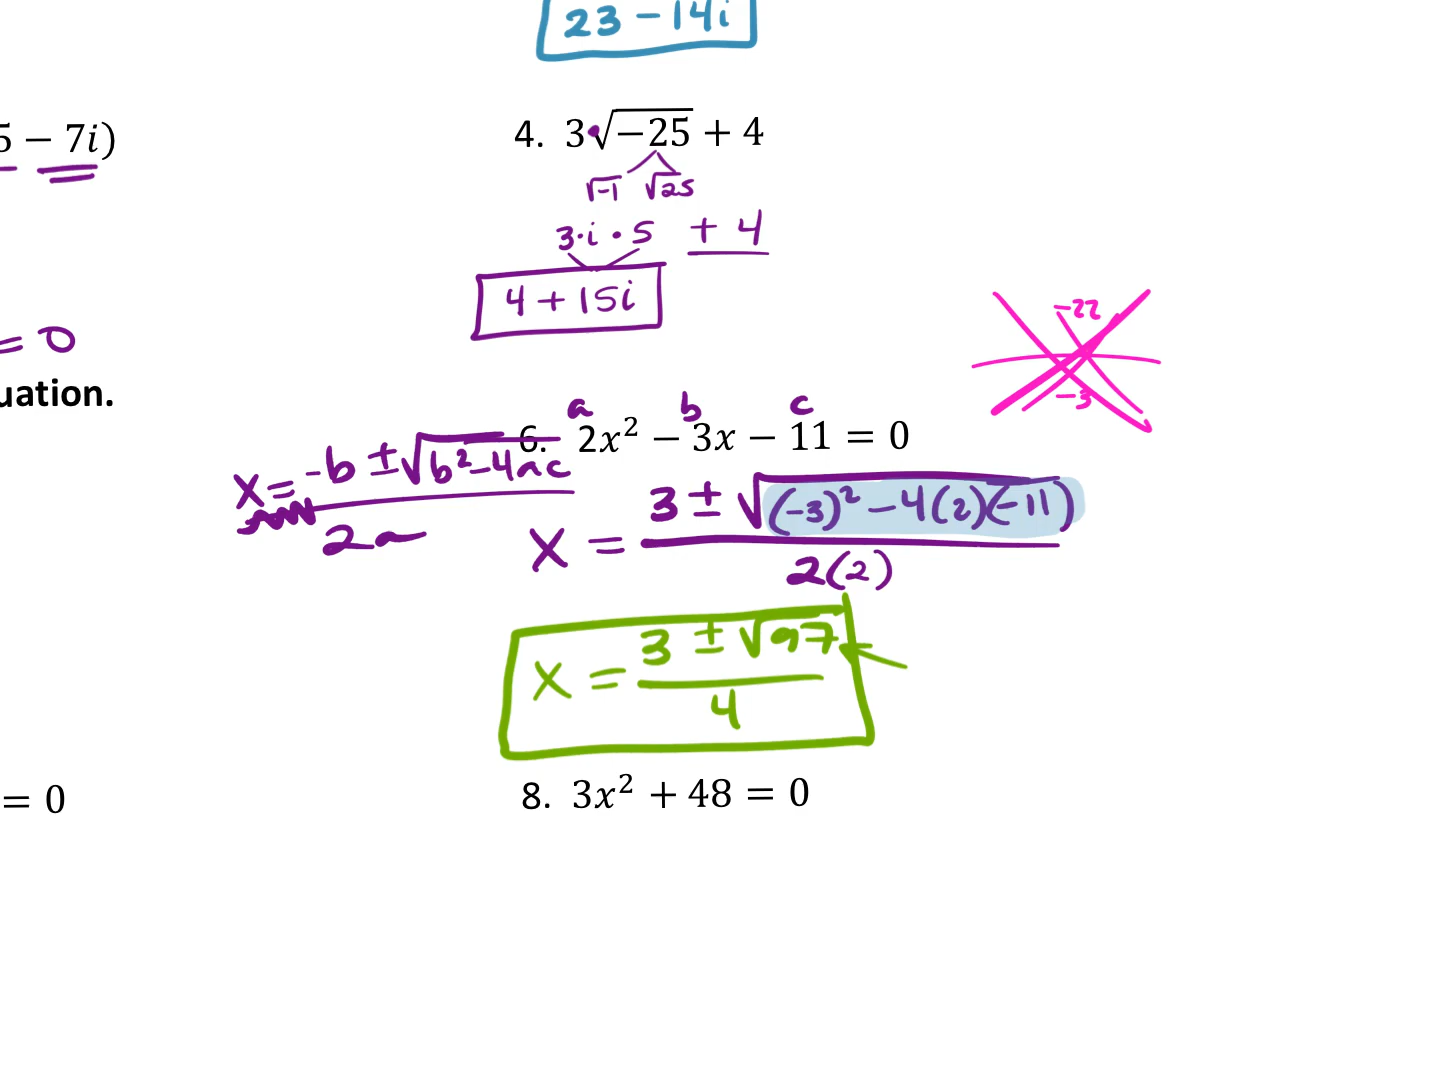 23 - 14i
5 − 7i)
4. 3√−25 + 4
√-1 √25
3·i·5 + 4
4 + 15i
= 0
uation.
-22
-3
a b c
6. 2x² − 3x − 11 = 0
x = -b ± √b²-4ac
2a
x = 3 ± √(-3)² - 4(2)(-11)
2(2)
x = 3 ± √97
4
= 0
8. 3x² + 48 = 0